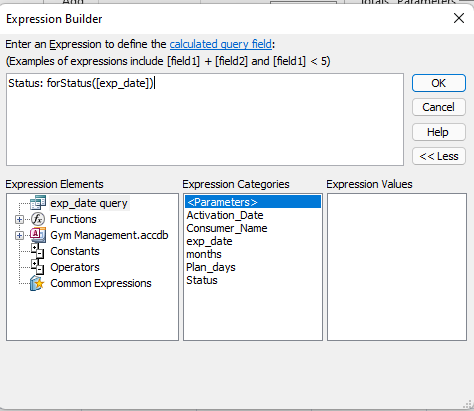 Totals Parameters
Expression Builder
Enter an Expression to define the calculated query field:
(Examples of expressions include [field1] + [field2] and [field1] < 5)
Status: forStatus([exp_date])
OK
Cancel
Help
<< Less
Expression Elements
Expression Categories
Expression Values
exp_date query
Functions
Gym Management.accdb
Constants
Operators
Common Expressions
<Parameters>
Activation_Date
Consumer_Name
exp_date
months
Plan_days
Status